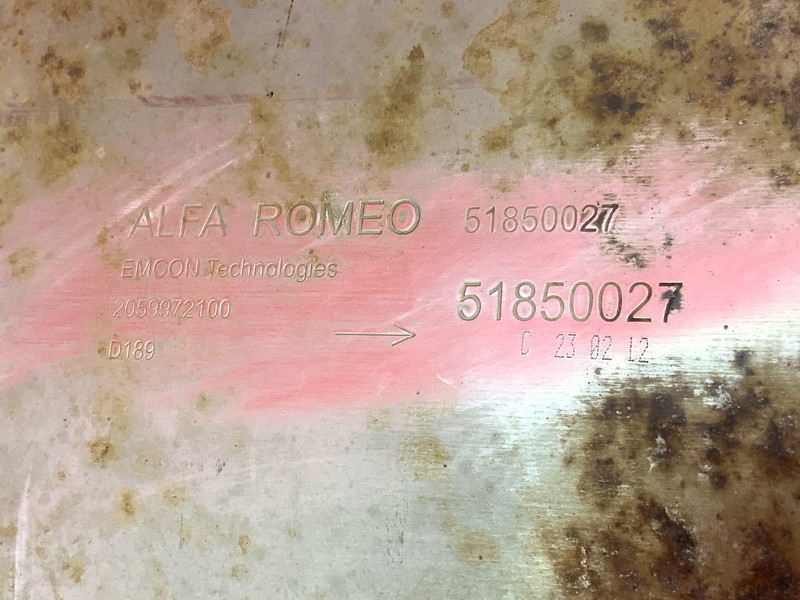 ALFA ROMEO 51850027
EMCON Technologies
2059972100
51850027
D189
C 23 02 12